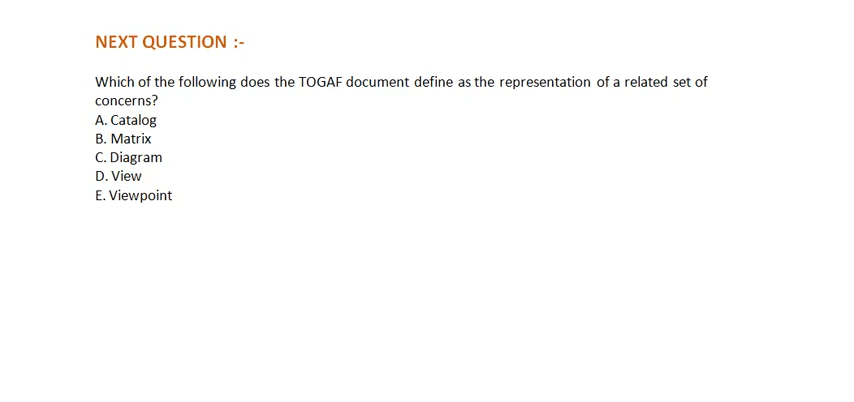 NEXT QUESTION :-
Which of the following does the TOGAF document define as the representation of a related set of
concerns?
A. Catalog
B. Matrix
C. Diagram
D. View
E. Viewpoint